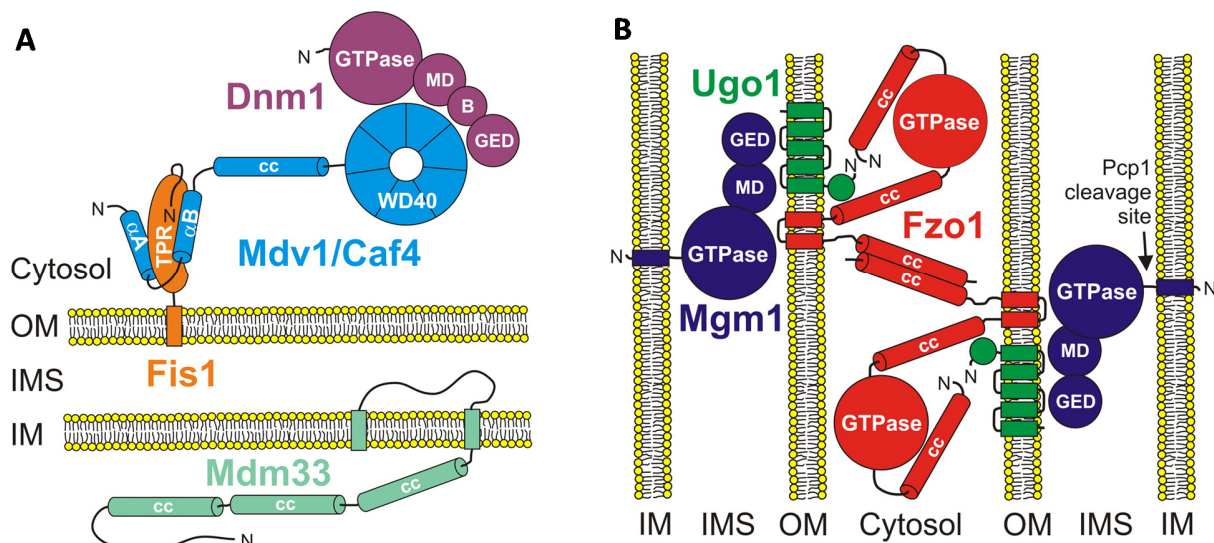 A
N
GTPase
MD
B
GED
Dnm1
cc
WD40
N
αA
TPR
N
αB
Mdv1/Caf4
Cytosol
OM
Fis1
IMS
IM
Mdm33
cc
cc
cc
N
B
Ugo1
cc
GTPase
GED
MD
N
N
cc
Fzo1
Pcp1
cleavage
site
N
GTPase
Mgm1
cc
cc
GTPase
N
cc
MD
GED
N
N
GTPase
cc
IM
IMS
OM
Cytosol
OM
IMS
IM